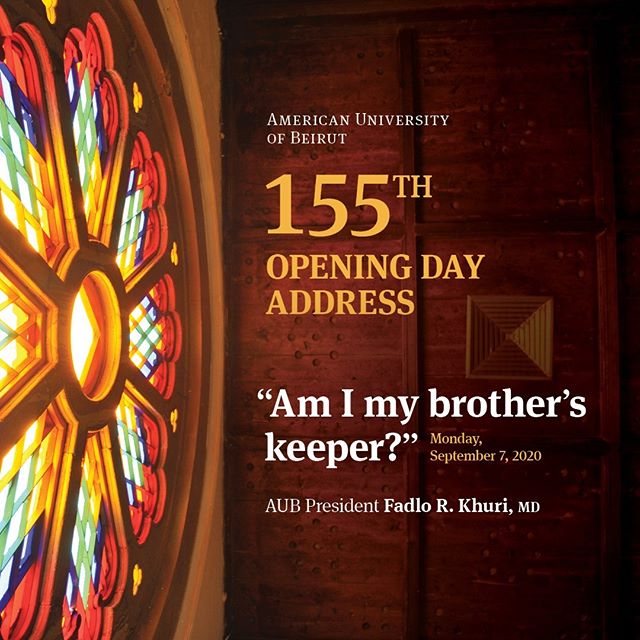 AMERICAN UNIVERSITY
OF BEIRUT
155TH
OPENING DAY
ADDRESS
“Am I my brother’s
keeper?” Monday,
September 7, 2020
AUB President Fadlo R. Khuri, MD